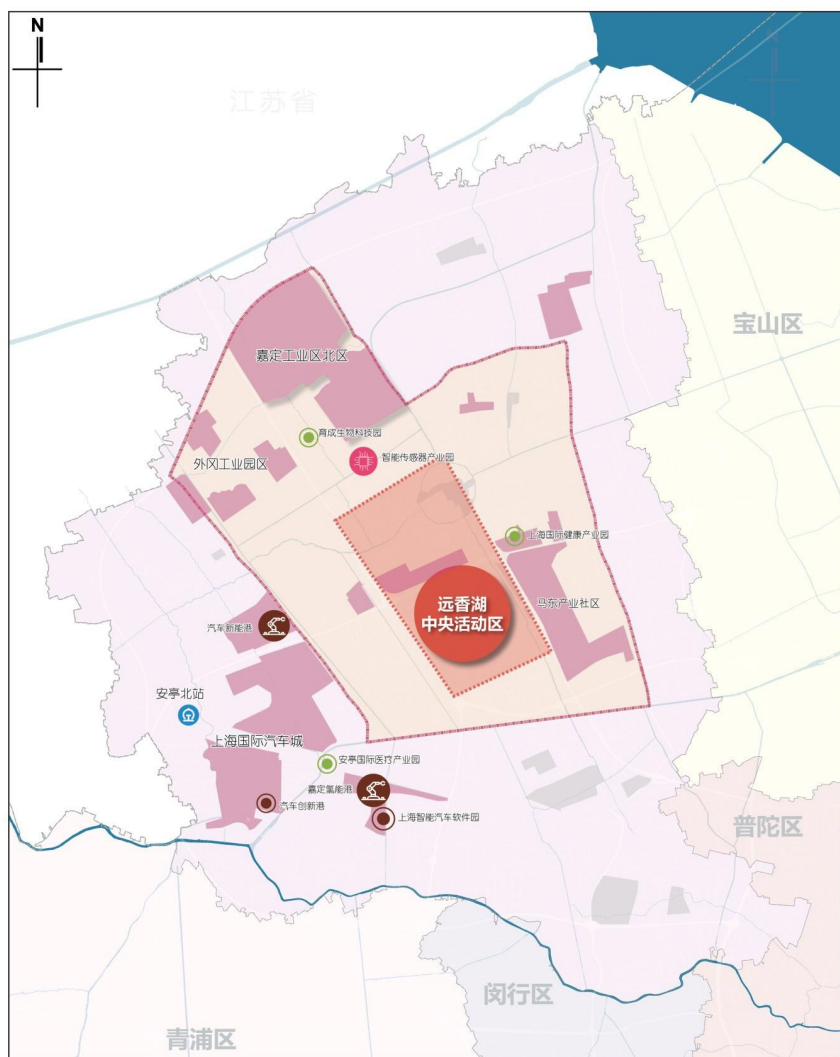 N
江苏省
宝山区
嘉定工业区北区
育成生物科技园
智能传感器产业园
外冈工业园区
上海国际健康产业园
远香湖
中央活动区
马东产业社区
汽车新能港
安亭北站
上海国际汽车城
安亭国际医疗产业园
嘉定氢能港
汽车创新港
上海智能汽车软件园
普陀区
闵行区
青浦区